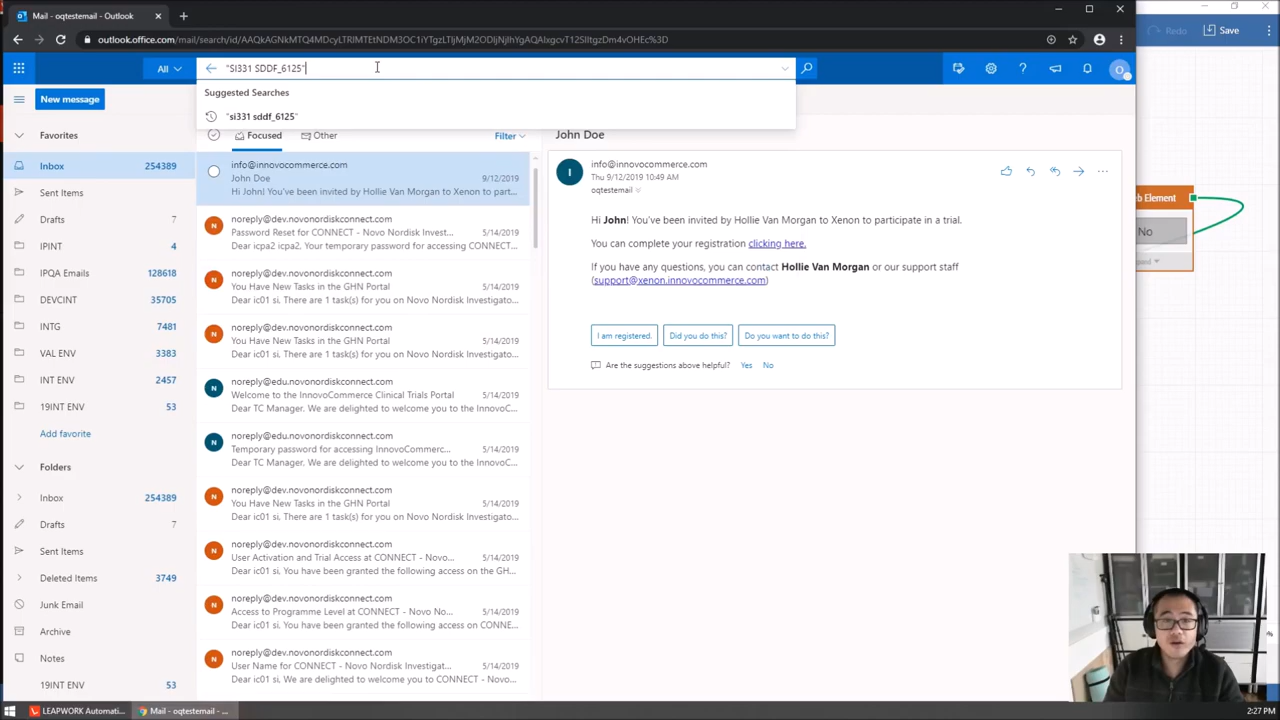 Mail - oqtestemail - Outlook
outlook.office.com/mail/search/id/AAQkAGNkMTQ4MDcyLTRlMTEtNDM3OC1iYTgzLTljMjM2ODljNjlhYgAQAIxgcvT12SlItgzDm4vOHEc%3D
Save
All
"SI331 SDDF_6125"
Suggested Searches
"si331 sddf_6125"
New message
Favorites
Inbox 254389
Sent Items
Drafts 7
IPINT 4
IPQA Emails 128618
DEVCINT 35705
INTG 7481
VAL ENV 3383
INT ENV 2457
19INT ENV 53
Add favorite
Folders
Inbox 254389
Drafts 7
Sent Items
Deleted Items 3749
Junk Email
Archive
Notes
19INT ENV 53
Focused Other Filter
info@innovocommerce.com
John Doe 9/12/2019
Hi John! You've been invited by Hollie Van Morgan to Xenon to part...
noreply@dev.novonordiskconnect.com
Password Reset for CONNECT - Novo Nordisk Invest... 5/14/2019
Dear icpa2 icpa2, Your temporary password for accessing CONNECT...
noreply@dev.novonordiskconnect.com
You Have New Tasks in the GHN Portal 5/14/2019
Dear ic01 si, There are 1 task(s) for you on Novo Nordisk Investigato...
noreply@dev.novonordiskconnect.com
You Have New Tasks in the GHN Portal 5/14/2019
Dear ic01 si, There are 1 task(s) for you on Novo Nordisk Investigato...
noreply@edu.novonordiskconnect.com
Welcome to the InnovoCommerce Clinical Trials Portal 5/14/2019
Dear TC Manager, We are delighted to welcome you to the InnovoC...
noreply@edu.novonordiskconnect.com
Temporary password for accessing InnovoCommerc... 5/14/2019
Dear TC Manager, We are delighted to welcome you to the InnovoC...
noreply@dev.novonordiskconnect.com
You Have New Tasks in the GHN Portal 5/14/2019
Dear ic01 si, There are 1 task(s) for you on Novo Nordisk Investigato...
noreply@dev.novonordiskconnect.com
User Activation and Trial Access at CONNECT - Novo... 5/14/2019
Dear ic01 si, You have been granted the following access on the GH...
noreply@dev.novonordiskconnect.com
Access to Programme Level at CONNECT - Novo No... 5/14/2019
Dear ic01 si, You have been granted the following access on CONNE...
noreply@dev.novonordiskconnect.com
User Name for CONNECT - Novo Nordisk Investigat... 5/14/2019
Dear ic01 si, We are delighted to welcome you to CONNECT - Novo...
John Doe
I
info@innovocommerce.com
Thu 9/12/2019 10:49 AM
oqtestemail
Hi John! You've been invited by Hollie Van Morgan to Xenon to participate in a trial.
You can complete your registration clicking here.
If you have any questions, you can contact Hollie Van Morgan or our support staff
(support@xenon.innovocommerce.com)
I am registered. Did you do this? Do you want to do this?
Are the suggestions above helpful? Yes No
Element
No
LEAPWORK Automati...
Mail - oqtestemail - ...
2:27 PM